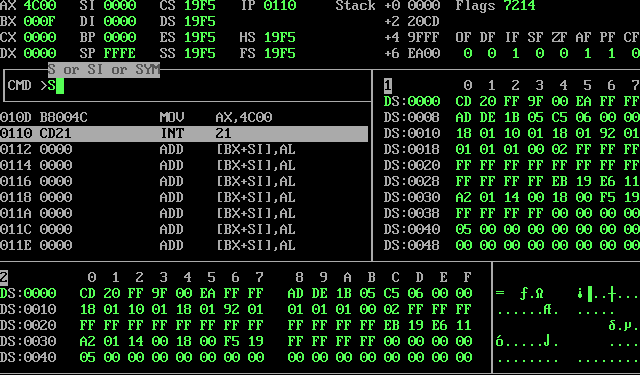 AX 4C00 SI 0000 CS 19F5 IP 0110 Stack +0 0000 Flags 7214
BX 000F DI 0000 DS 19F5 +2 20CD
CX 0000 BP 0000 ES 19F5 HS 19F5 +4 9FFF OF DF IF SF ZF AF PF CF
DX 0000 SP FFFE SS 19F5 FS 19F5 +6 EA00 0 0 1 0 0 1 1 0
S or SI or SYM
CMD >S
1 0 1 2 3 4 5 6 7
DS:0000 CD 20 FF 9F 00 EA FF FF
DS:0008 AD DE 1B 05 C5 06 00 00
DS:0010 18 01 10 01 18 01 92 01
DS:0018 01 01 01 00 02 FF FF FF
DS:0020 FF FF FF FF FF FF FF FF
DS:0028 FF FF FF FF EB 19 E6 11
DS:0030 A2 01 14 00 18 00 F5 19
DS:0038 FF FF FF FF 00 00 00 00
DS:0040 05 00 00 00 00 00 00 00
DS:0048 00 00 00 00 00 00 00 00
010D B8004C MOV AX,4C00
0110 CD21 INT 21
0112 0000 ADD [BX+SI],AL
0114 0000 ADD [BX+SI],AL
0116 0000 ADD [BX+SI],AL
0118 0000 ADD [BX+SI],AL
011A 0000 ADD [BX+SI],AL
011C 0000 ADD [BX+SI],AL
011E 0000 ADD [BX+SI],AL
2 0 1 2 3 4 5 6 7 8 9 A B C D E F
DS:0000 CD 20 FF 9F 00 EA FF FF AD DE 1B 05 C5 06 00 00
DS:0010 18 01 10 01 18 01 92 01 01 01 01 00 02 FF FF FF
DS:0020 FF FF FF FF FF FF FF FF FF FF FF FF EB 19 E6 11
DS:0030 A2 01 14 00 18 00 F5 19 FF FF FF FF 00 00 00 00
DS:0040 05 00 00 00 00 00 00 00 00 00 00 00 00 00 00 00
= ƒ.Ω ¡▌..┼...
......Æ. .....
δ.µ.
ó.....⌡. ....
........ ........